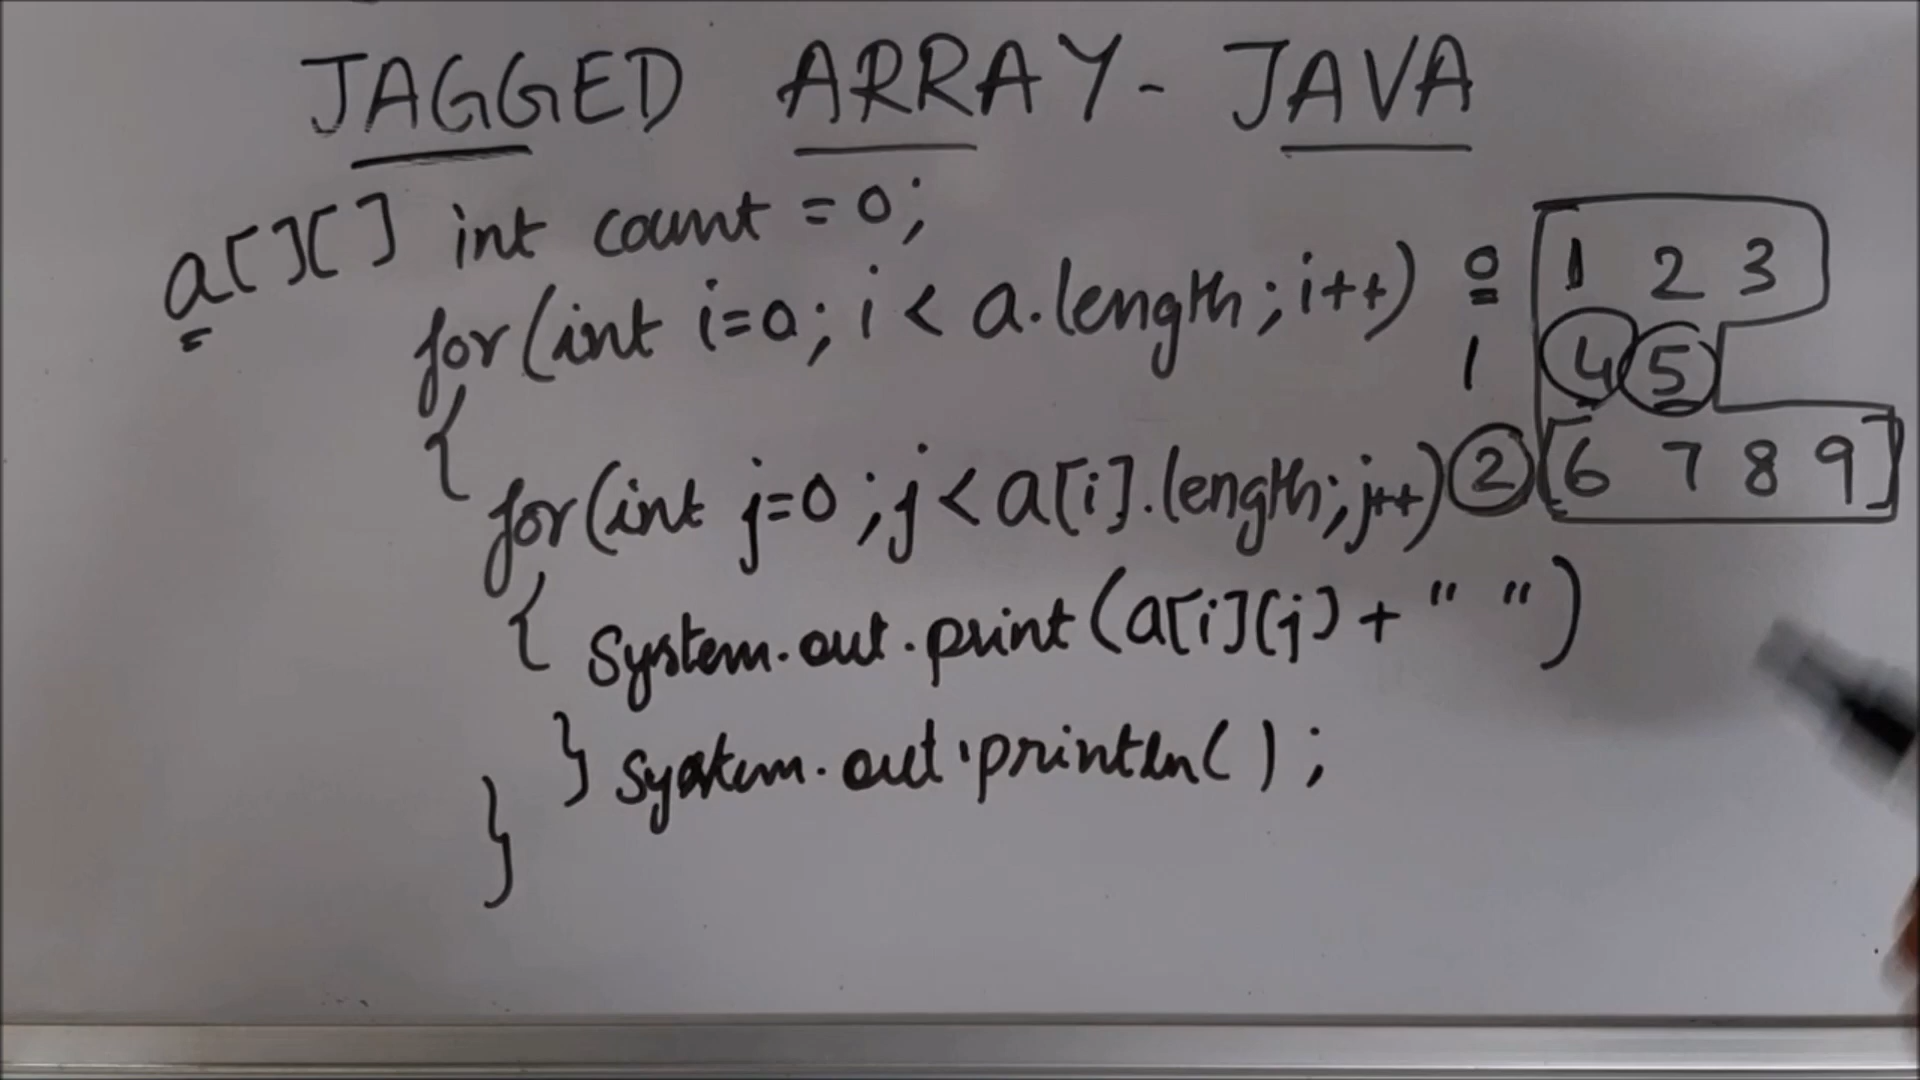 JAGGED ARRAY - JAVA
a[][] int count = 0;
for(int i=0; i < a.length; i++)
{
for(int j=0; j < a[i].length; j++)
{ System.out.print(a[i][j] + " ")
} System.out.println();
}
0 1 2 3
1 4 5
2 [6 7 8 9]